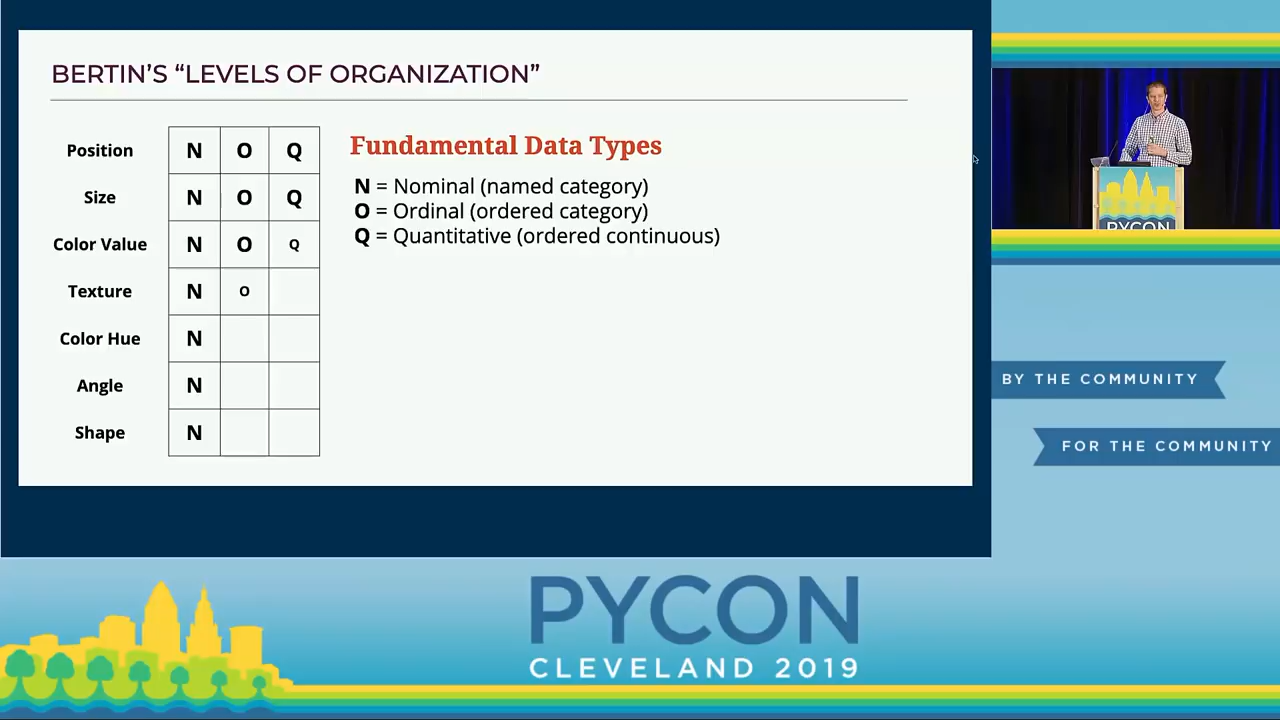 BERTIN'S “LEVELS OF ORGANIZATION”
Position N O Q
Size N O Q
Color Value N O Q
Texture N O
Color Hue N
Angle N
Shape N
Fundamental Data Types
N = Nominal (named category)
O = Ordinal (ordered category)
Q = Quantitative (ordered continuous)
PYCON
BY THE COMMUNITY
FOR THE COMMUNITY
PYCON
CLEVELAND 2019